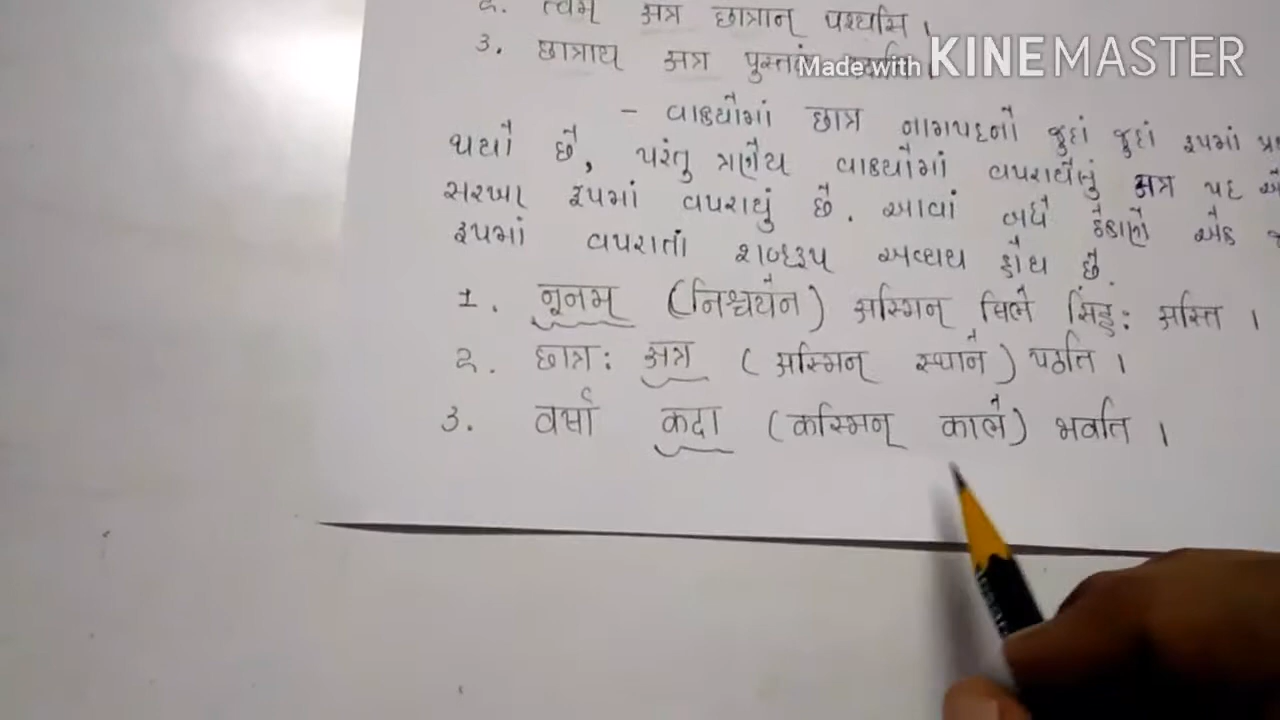 २. त्वम् अत्र छात्रान् पश्यसि ।
३. छात्राय अत्र पुस्तकं
Made with KINEMASTER
- વાક્યોમાં છાત્ર નામપદનો જુદાં જુદાં રૂપમાં
થયો છે, પરંતુ ત્રણેય વાક્યોમાં વપરાયેલું अत्र પદ
સરખા રૂપમાં વપરાયું છે. આવાં બધે ઠેકાણે એક
રૂપમાં વપરાતાં શબ્દરૂપ અવ્યય હોય છે.
1. नूनम् (निश्चयेन) अस्मिन् बिले सिंहः अस्ति ।
२. छात्रः अत्र (अस्मिन् स्थाने) पठति ।
३. वर्षा कदा (कस्मिन् काले) भवति ।